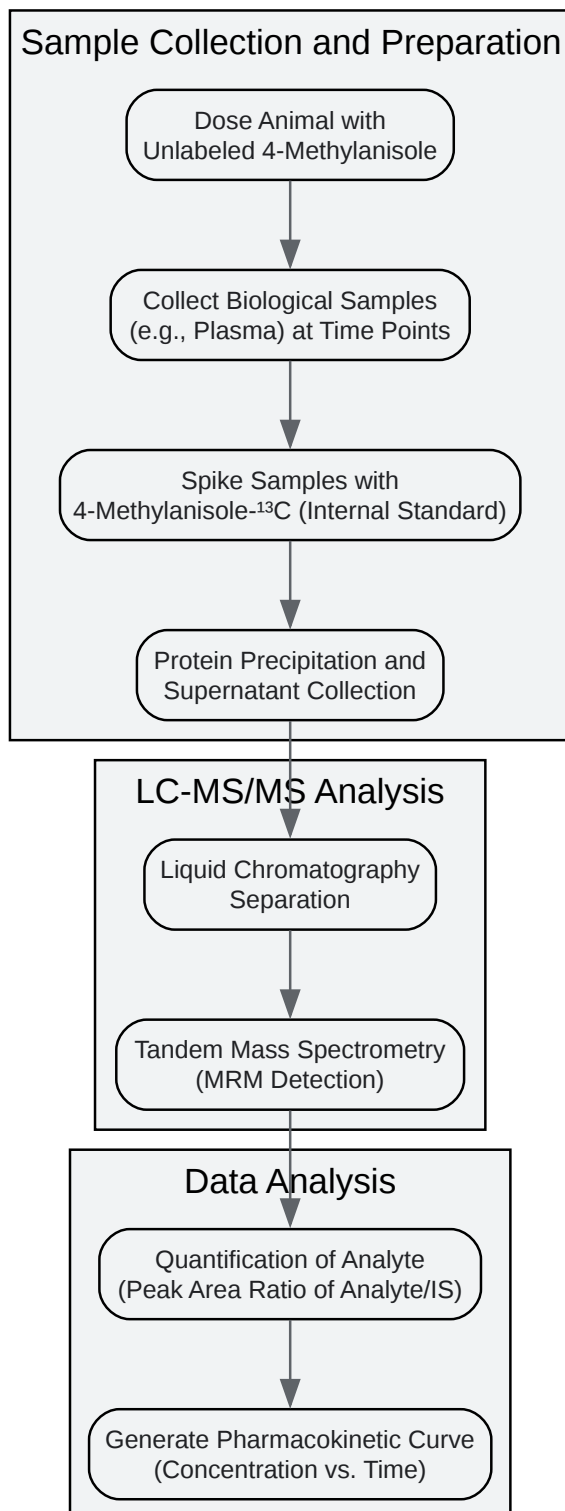 Sample Collection and Preparation
Dose Animal with
Unlabeled 4-Methylanisole
Collect Biological Samples
(e.g., Plasma) at Time Points
Spike Samples with
4-Methylanisole-¹³C (Internal Standard)
Protein Precipitation and
Supernatant Collection
LC-MS/MS Analysis
Liquid Chromatography
Separation
Tandem Mass Spectrometry
(MRM Detection)
Data Analysis
Quantification of Analyte
(Peak Area Ratio of Analyte/IS)
Generate Pharmacokinetic Curve
(Concentration vs. Time)